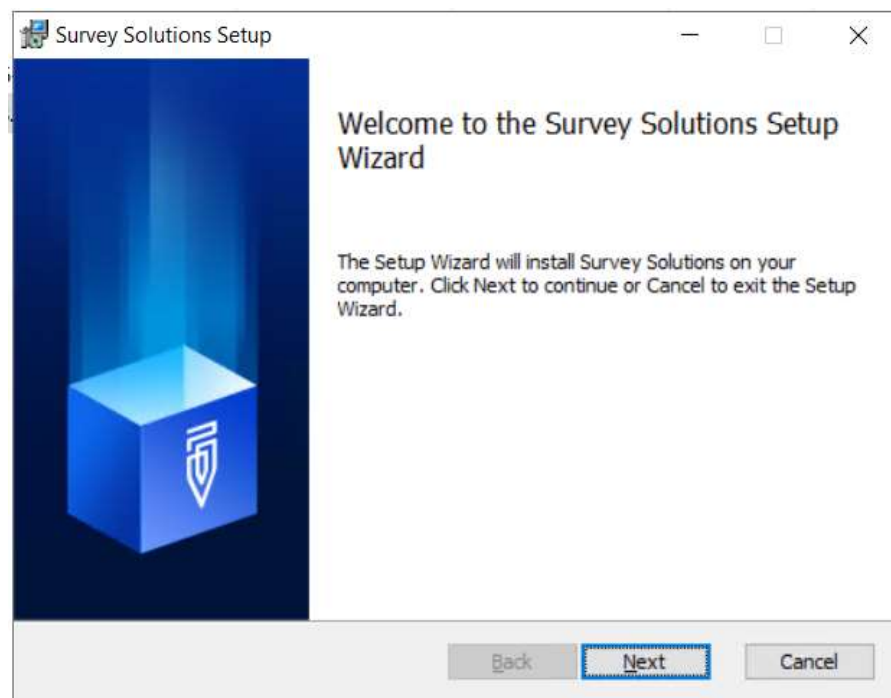 Survey Solutions Setup
Welcome to the Survey Solutions Setup
Wizard
The Setup Wizard will install Survey Solutions on your
computer. Click Next to continue or Cancel to exit the Setup
Wizard.
Back
Next
Cancel